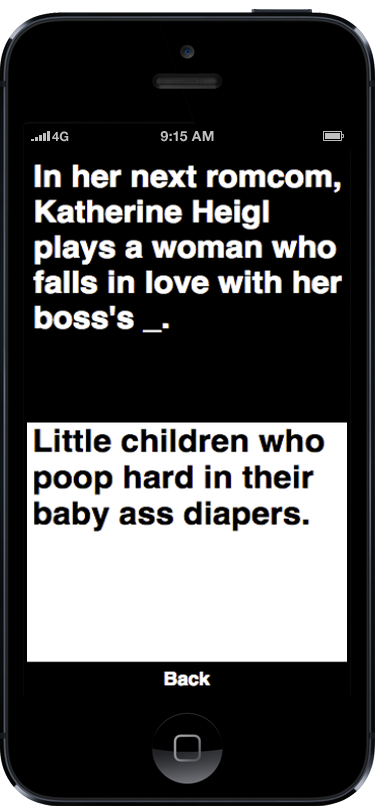 4G 9:15 AM
In her next romcom,
Katherine Heigl
plays a woman who
falls in love with her
boss's _.
Little children who
poop hard in their
baby ass diapers.
Back